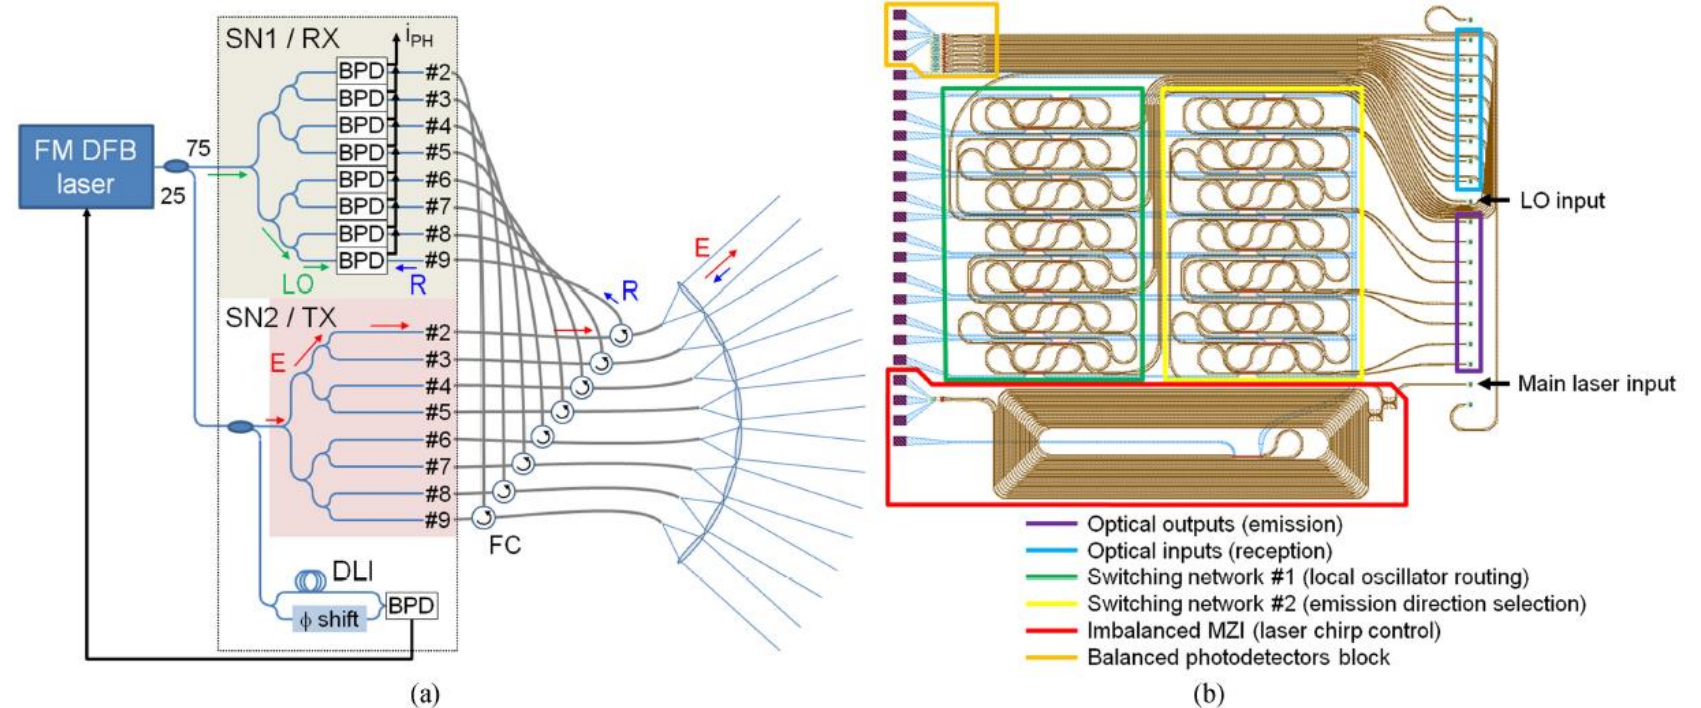 SN1 / RX
iPH
BPD
#2
BPD
#3
BPD
#4
BPD
#5
BPD
#6
BPD
#7
BPD
#8
BPD
#9
FM DFB
laser
75
25
LO
R
SN2 / TX
E
#2
#3
#4
#5
#6
#7
#8
#9
R
E
FC
DLI
ϕ shift
BPD
(a)
LO input
Main laser input
Optical outputs (emission)
Optical inputs (reception)
Switching network #1 (local oscillator routing)
Switching network #2 (emission direction selection)
Imbalanced MZI (laser chirp control)
Balanced photodetectors block
(b)